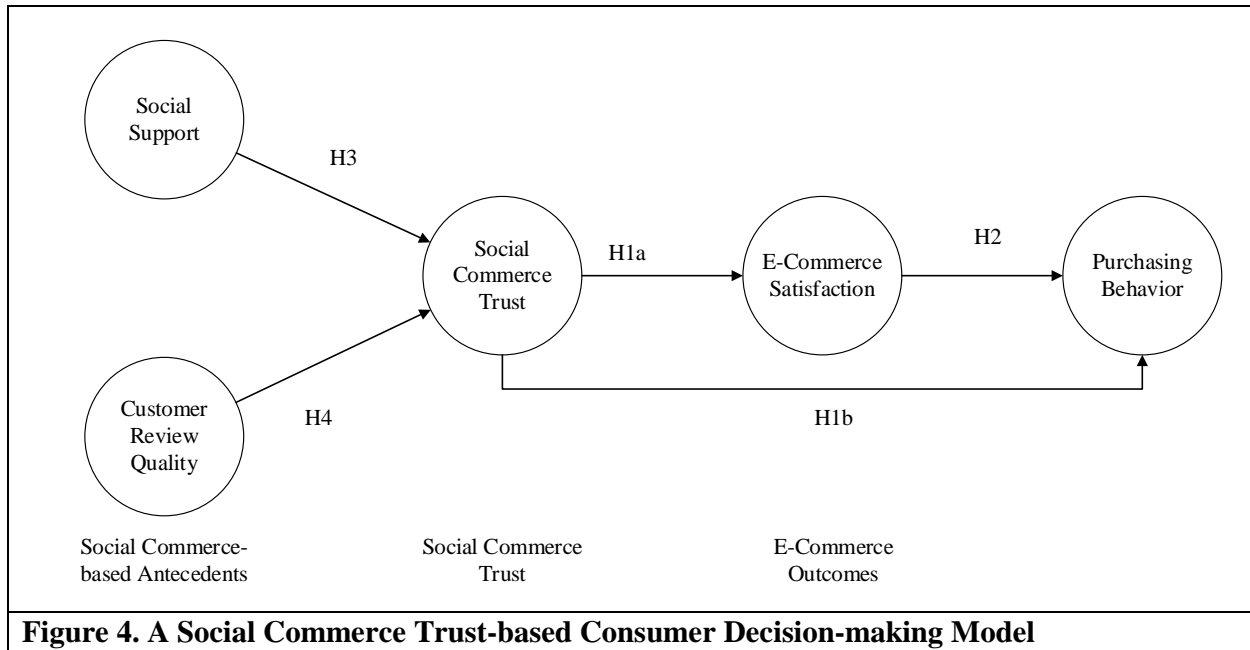 Social
Support
H3
Social
Commerce
Trust
H1a
E-Commerce
Satisfaction
H2
Purchasing
Behavior
Customer
Review
Quality
H4
H1b
Social Commerce-
based Antecedents
Social Commerce
Trust
E-Commerce
Outcomes
Figure 4. A Social Commerce Trust-based Consumer Decision-making Model